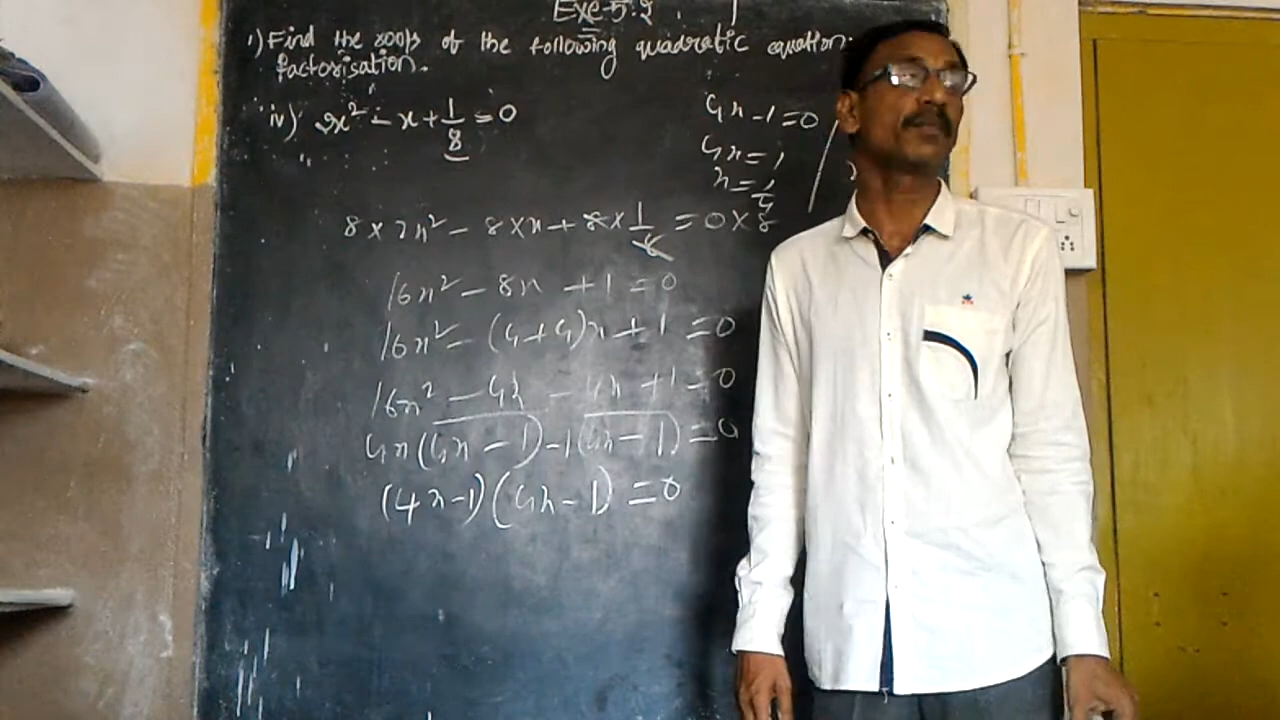 Exe-5.2
1) Find the roots of the following quadratic equation
factorisation.
iv) 2x² - x + 1/8 = 0
8 × 2x² - 8 × x + 8 × 1/8 = 0 × 8
16x² - 8x + 1 = 0
16x² - (4+4)x + 1 = 0
16x² - 4x - 4x + 1 = 0
4x(4x - 1) - 1(4x - 1) = 0
(4x-1)(4x-1) = 0
4x - 1 = 0
4x = 1
x = 1/4